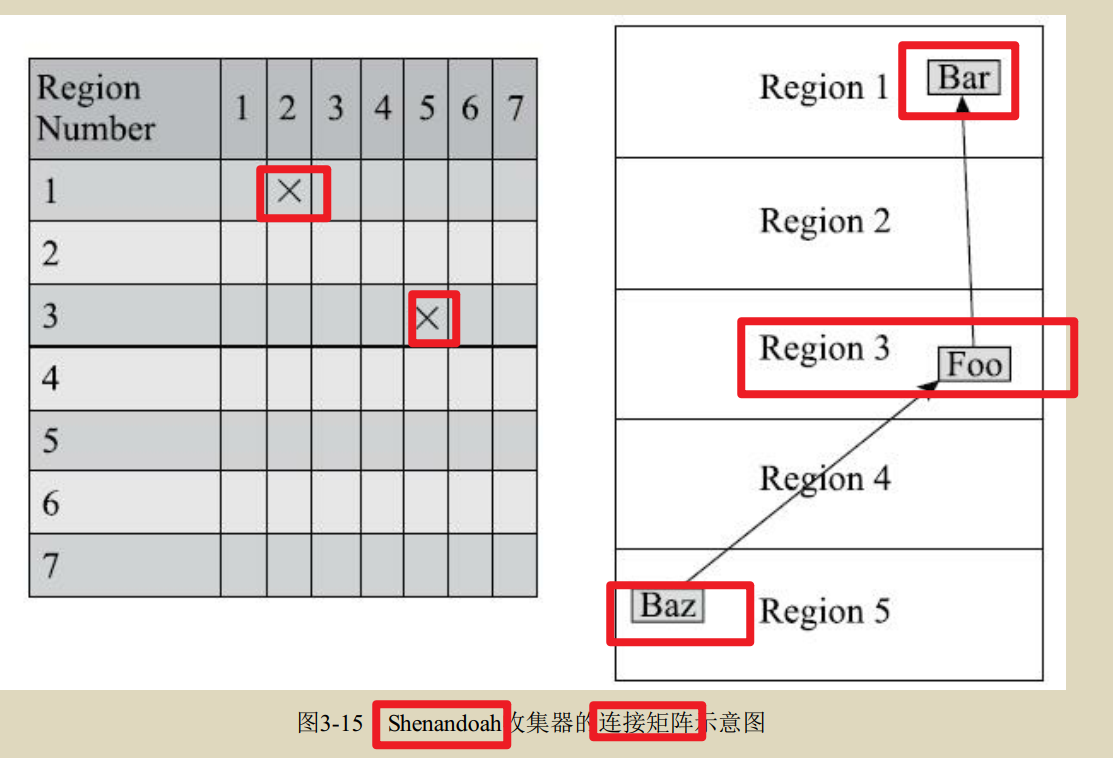 Region
Number 1 2 3 4 5 6 7
1 ×
2
3 ×
4
5
6
7
Region 1 Bar
Region 2
Region 3 Foo
Region 4
Baz Region 5
图3-15 Shenandoah收集器的连接矩阵示意图